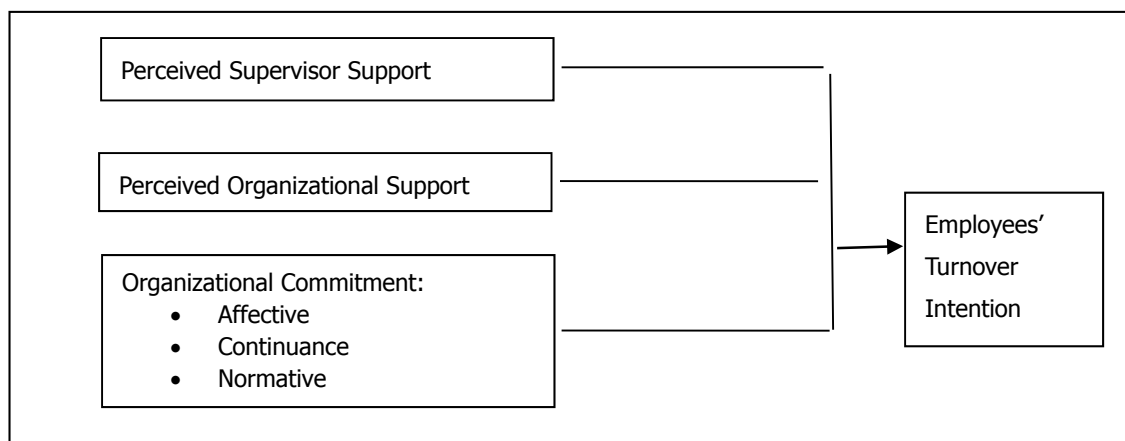 Perceived Supervisor Support
Perceived Organizational Support
Organizational Commitment:
• Affective
• Continuance
• Normative
Employees’
Turnover
Intention